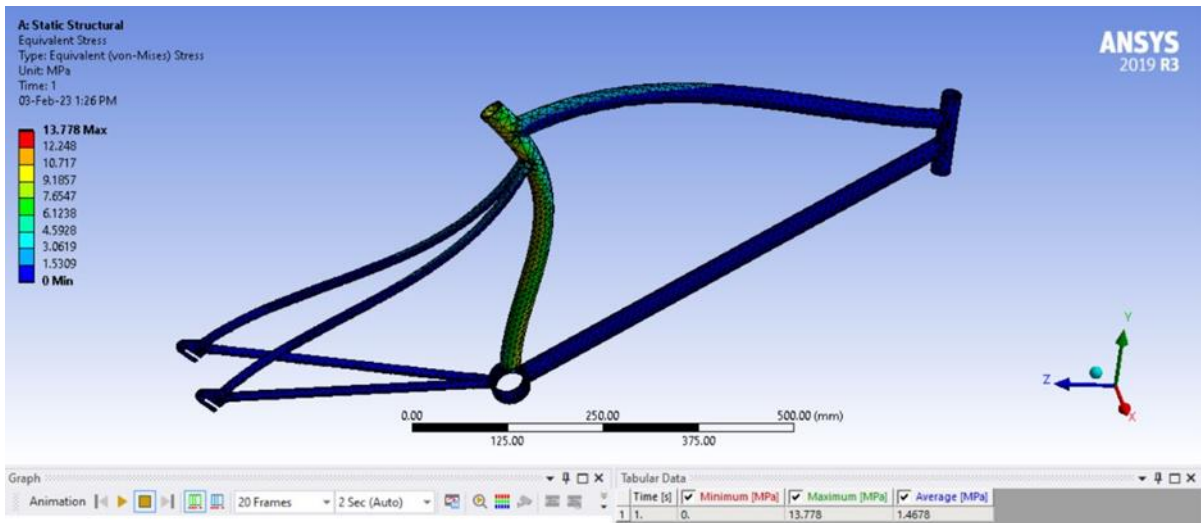 A: Static Structural
Equivalent Stress
Type: Equivalent (von-Mises) Stress
Unit: MPa
Time: 1
03-Feb-23 1:26 PM
ANSYS
2019 R3
13.778 Max
12.248
10.717
9.1857
7.6547
6.1238
4.5928
3.0619
1.5309
0 Min
Y
Z
X
0.00 250.00 500.00 (mm)
125.00 375.00
Graph
Animation 20 Frames 2 Sec (Auto)
Tabular Data
Time [s] Minimum [MPa] Maximum [MPa] Average [MPa]
1 1. 0. 13.778 1.4678